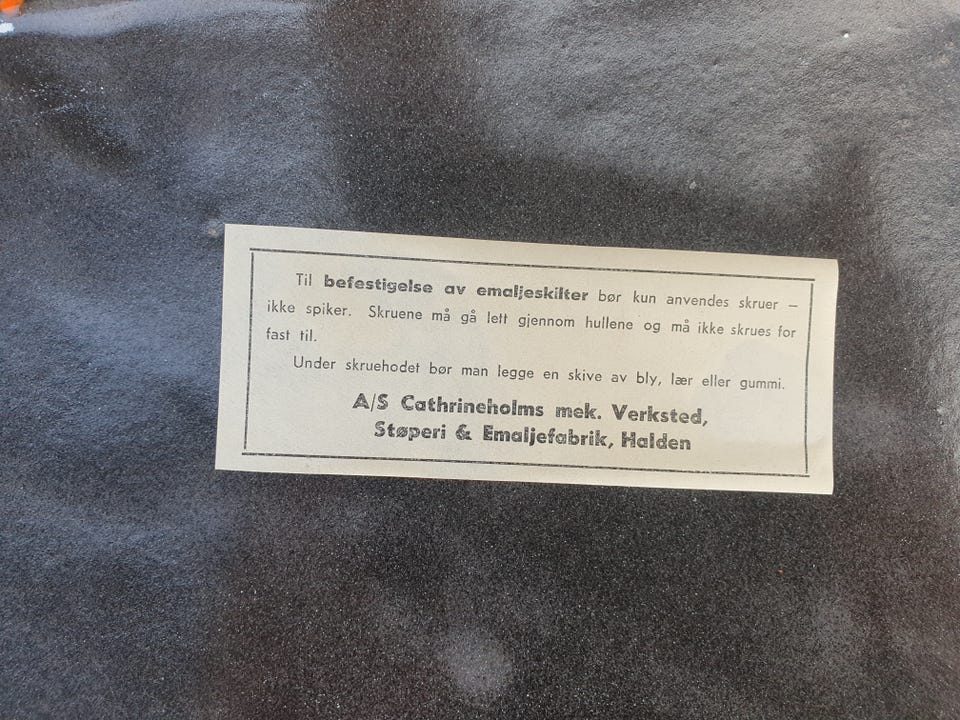 Til befestigelse av emaljeskilter bør kun anvendes skruer –
ikke spiker. Skruene må gå lett gjennom hullene og må ikke skrues for
fast til.
Under skruehodet bør man legge en skive av bly, lær eller gummi.
A/S Cathrineholms mek. Verksted,
Støperi & Emaljefabrik, Halden